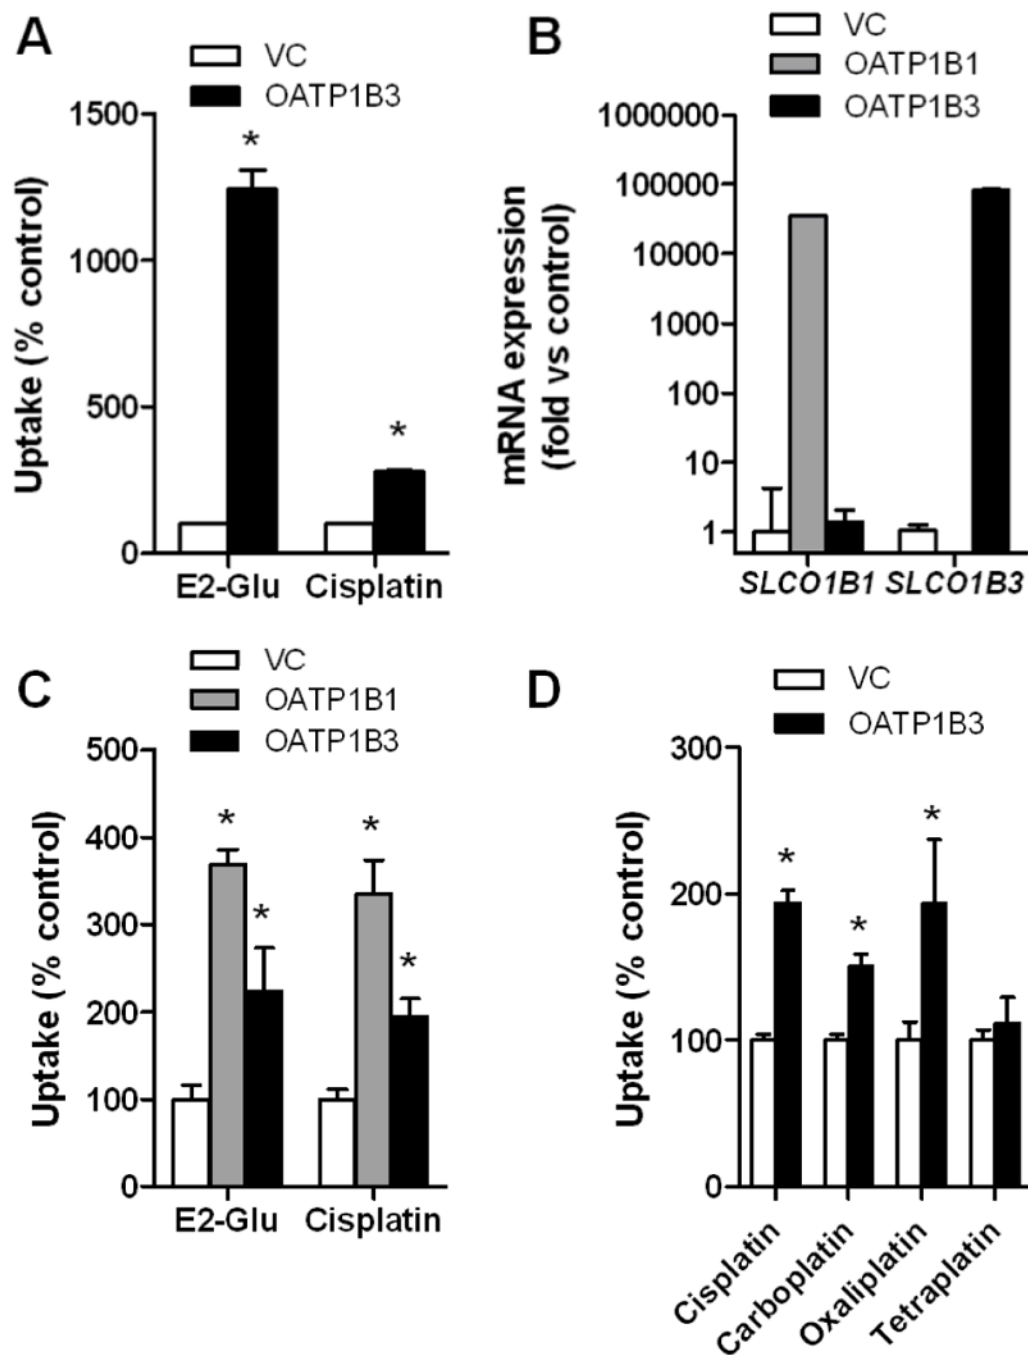 A
VC
OATP1B3
Uptake (% control)
1500
1000
500
0
*
*
E2-Glu Cisplatin
B
VC
OATP1B1
OATP1B3
mRNA expression
(fold vs control)
1000000
100000
10000
1000
100
10
1
SLCO1B1 SLCO1B3
C
VC
OATP1B1
OATP1B3
Uptake (% control)
500
400
300
200
100
0
*
*
*
*
E2-Glu Cisplatin
D
VC
OATP1B3
Uptake (% control)
300
200
100
0
*
*
*
Cisplatin
Carboplatin
Oxaliplatin
Tetraplatin